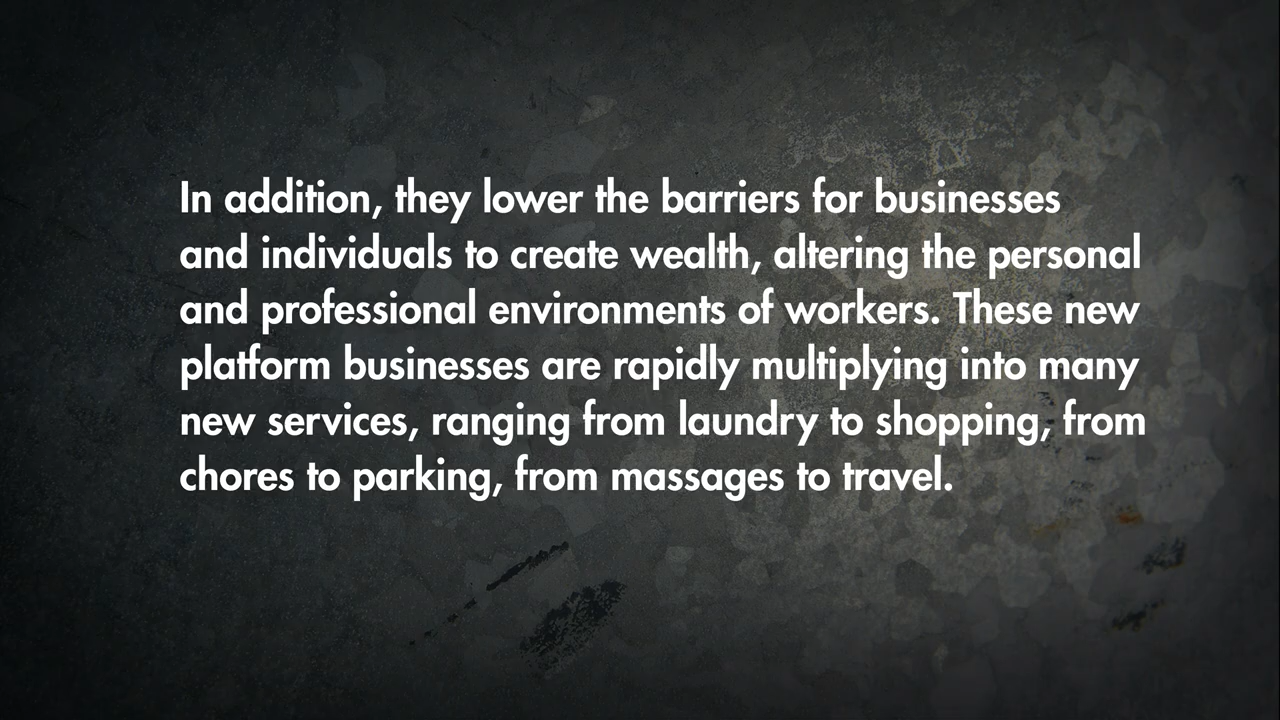 In addition, they lower the barriers for businesses
and individuals to create wealth, altering the personal
and professional environments of workers. These new
platform businesses are rapidly multiplying into many
new services, ranging from laundry to shopping, from
chores to parking, from massages to travel.